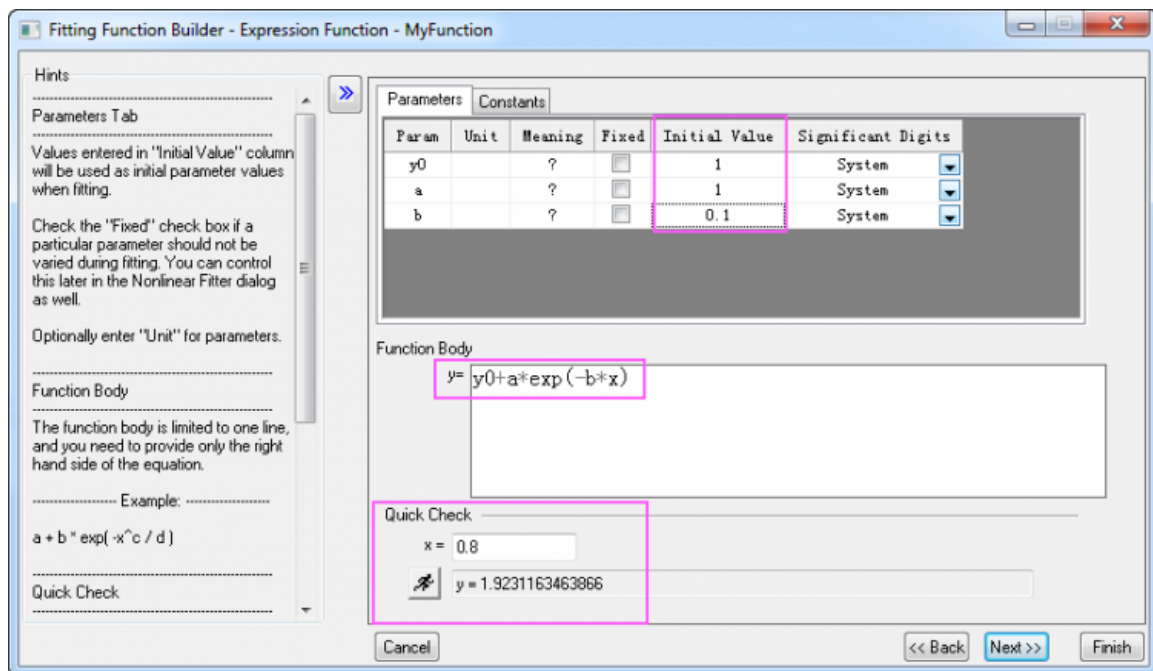 Fitting Function Builder - Expression Function - MyFunction
Hints
Parameters Tab
Values entered in "Initial Value" column
will be used as initial parameter values
when fitting.
Check the "Fixed" check box if a
particular parameter should not be
varied during fitting. You can control
this later in the Nonlinear Fitter dialog
as well.
Optionally enter "Unit" for parameters.
Function Body
The function body is limited to one line,
and you need to provide only the right
hand side of the equation.
-------------------- Example: --------------------
a + b * exp( -x^c / d )
Quick Check
Parameters Constants
Param Unit Meaning Fixed Initial Value Significant Digits
y0 ? 1 System
a ? 1 System
b ? 0.1 System
Function Body
y= y0+a*exp(-b*x)
Quick Check
x = 0.8
y = 1.9231163463866
Cancel << Back Next >> Finish